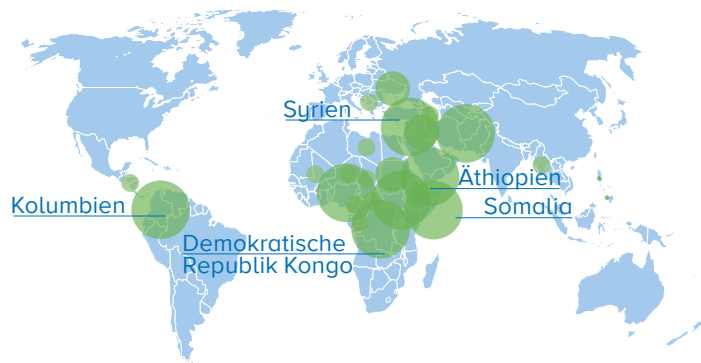 Syrien
Äthiopien
Kolumbien
Somalia
Demokratische
Republik Kongo